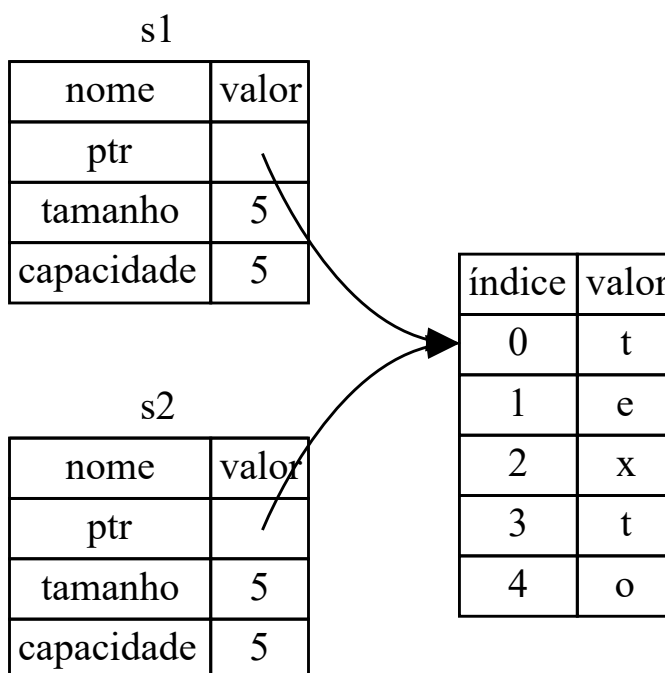 s1
nome valor
ptr
tamanho 5
capacidade 5
índice valor
0 t
1 e
2 x
3 t
4 o
s2
nome valor
ptr
tamanho 5
capacidade 5